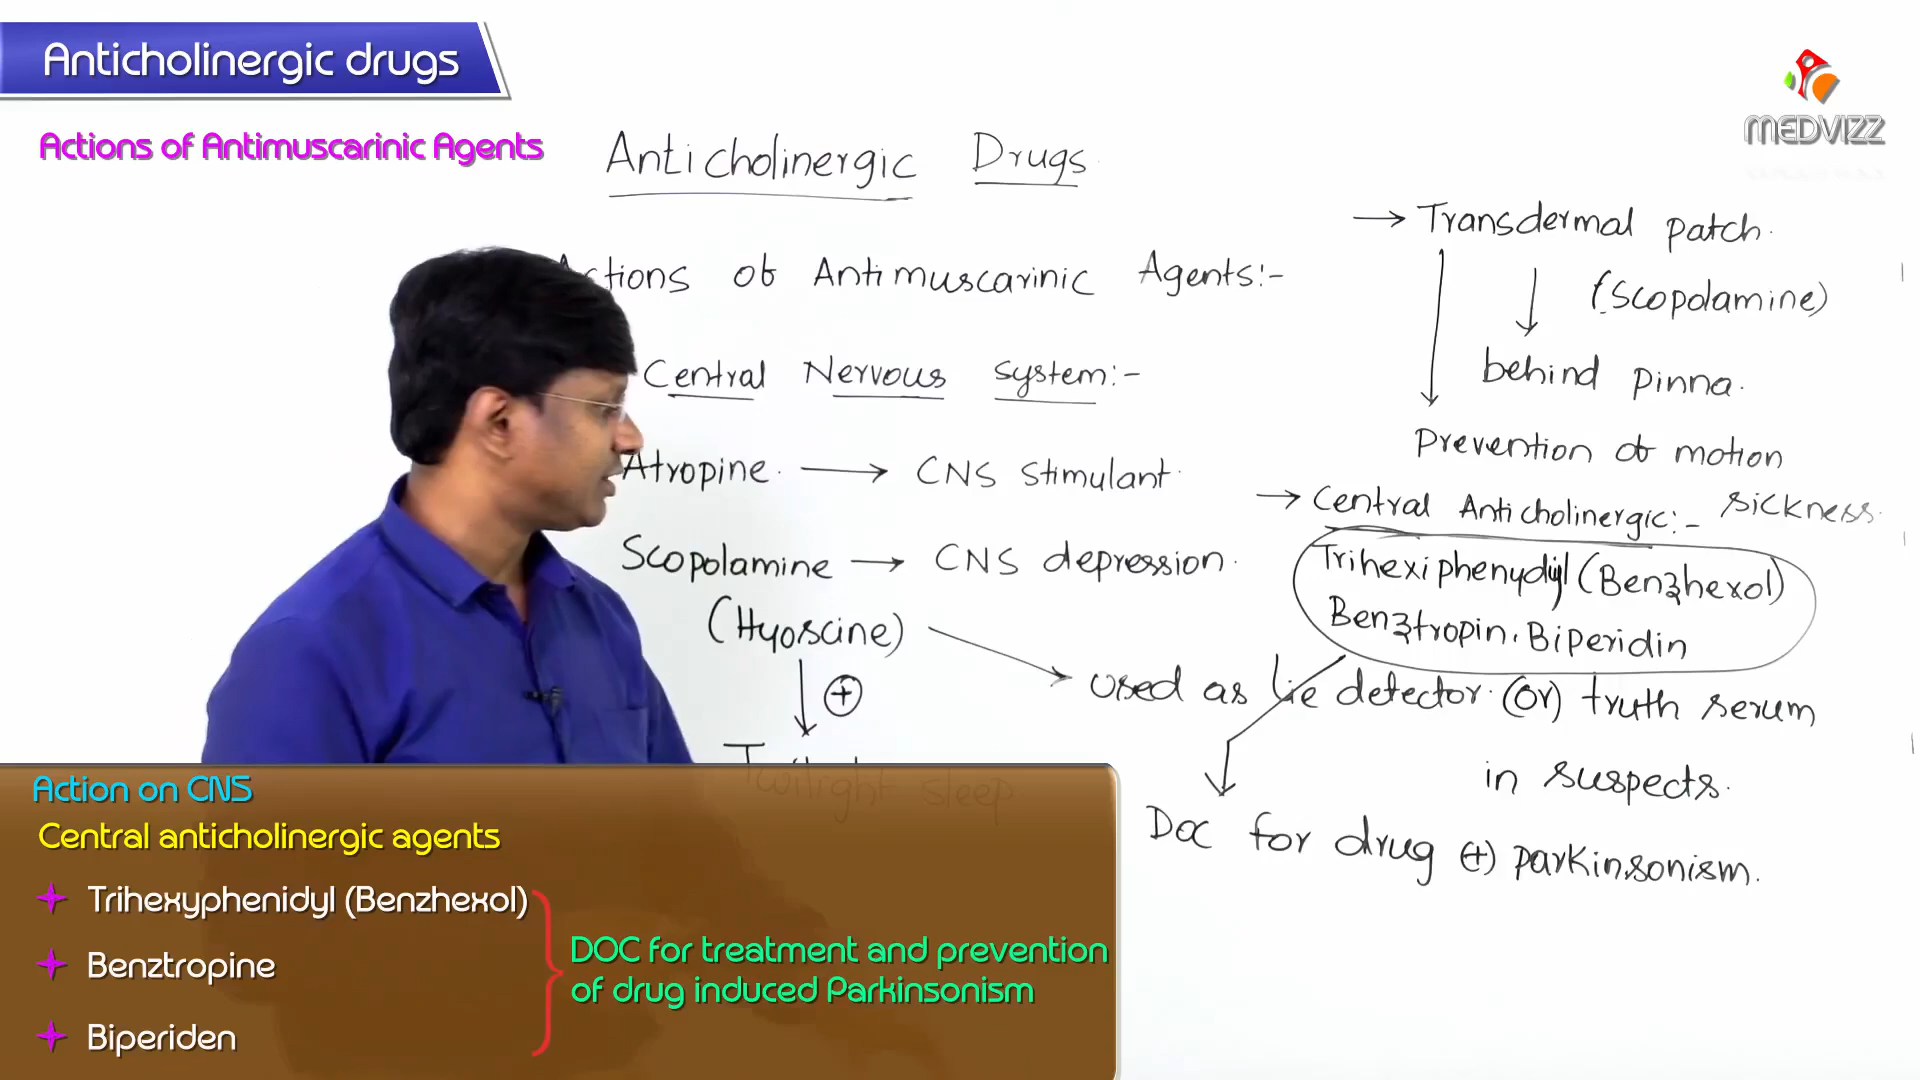 Anticholinergic drugs
MEDVIZZ
Actions of Antimuscarinic Agents
Anticholinergic Drugs
Actions of Antimuscarinic Agents:-
Central Nervous system:-
Atropine → CNS stimulant
Scopolamine → CNS depression
(Hyoscine)
+
Twilight sleep
→ Transdermal patch
(Scopolamine)
behind pinna
Prevention of motion
sickness
→ Central Anticholinergic:-
Trihexiphenydyl (Benzhexol)
Benztropin, Biperidin
used as lie detector (or) truth serum
in suspects
DOC for drug (+) parkinsonism
Action on CNS
Central anticholinergic agents
Trihexyphenidyl (Benzhexol)
Benztropine
Biperiden
DOC for treatment and prevention
of drug induced Parkinsonism